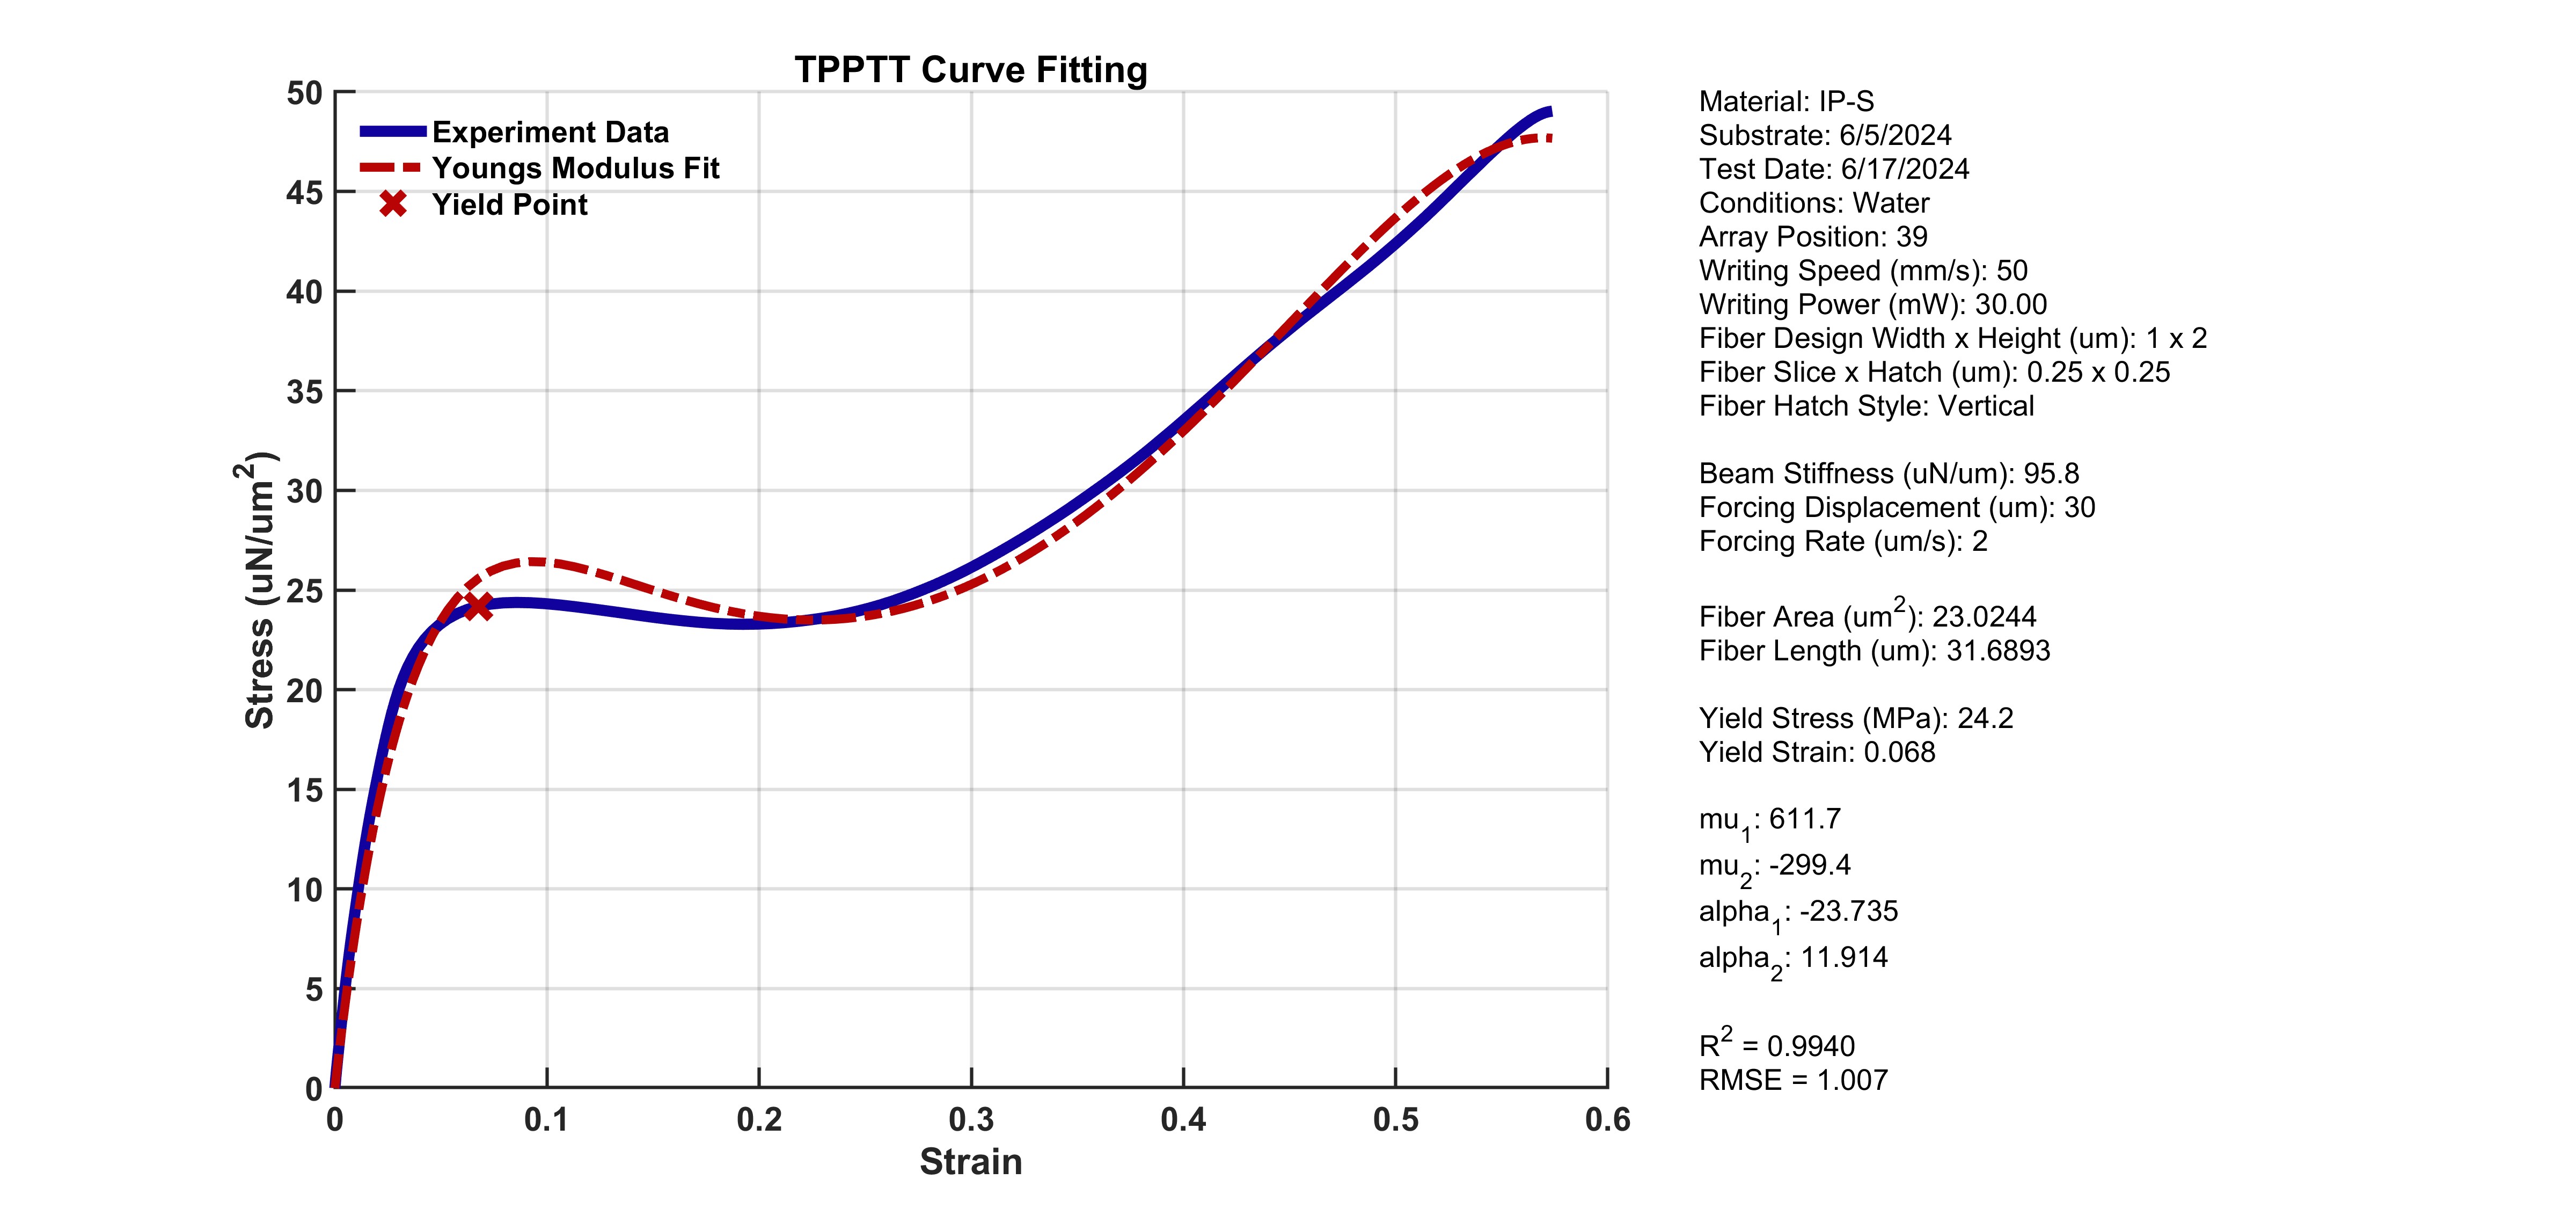 TPPTT Curve Fitting
50
45
40
35
30
25
20
15
10
5
0
Stress (uN/um²)
Experiment Data
Youngs Modulus Fit
Yield Point
0 0.1 0.2 0.3 0.4 0.5 0.6
Strain
Material: IP-S
Substrate: 6/5/2024
Test Date: 6/17/2024
Conditions: Water
Array Position: 39
Writing Speed (mm/s): 50
Writing Power (mW): 30.00
Fiber Design Width x Height (um): 1 x 2
Fiber Slice x Hatch (um): 0.25 x 0.25
Fiber Hatch Style: Vertical
Beam Stiffness (uN/um): 95.8
Forcing Displacement (um): 30
Forcing Rate (um/s): 2
Fiber Area (um²): 23.0244
Fiber Length (um): 31.6893
Yield Stress (MPa): 24.2
Yield Strain: 0.068
mu₁: 611.7
mu₂: -299.4
alpha₁: -23.735
alpha₂: 11.914
R² = 0.9940
RMSE = 1.007